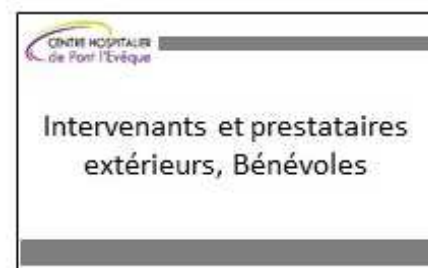 CENTRE HOSPITALIER
de Pont l'Evêque
Intervenants et prestataires
extérieurs, Bénévoles